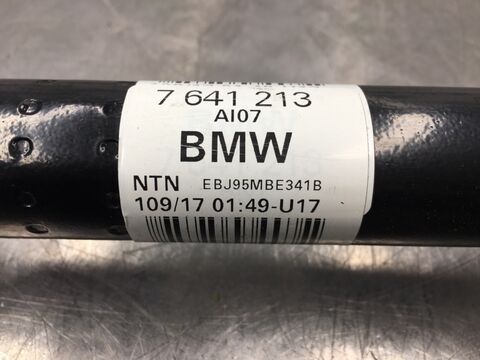 7 641 213
AI07
BMW
NTN EBJ95MBE341B
109/17 01:49-U17